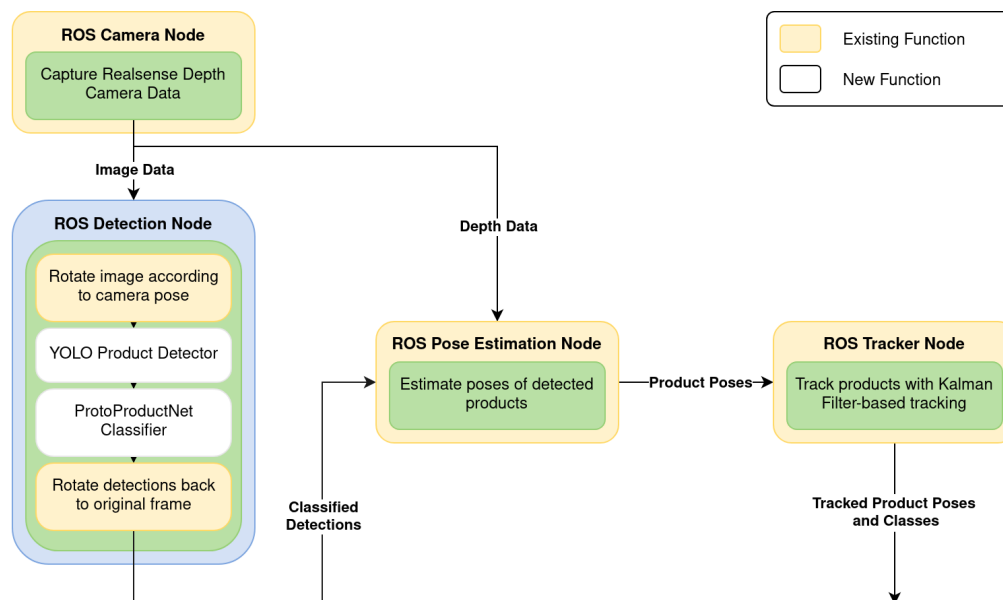 ROS Camera Node
Capture Realsense Depth
Camera Data
Existing Function
New Function
Image Data
ROS Detection Node
Rotate image according
to camera pose
YOLO Product Detector
ProtoProductNet
Classifier
Rotate detections back
to original frame
Depth Data
Classified
Detections
ROS Pose Estimation Node
Estimate poses of detected
products
Product Poses
ROS Tracker Node
Track products with Kalman
Filter-based tracking
Tracked Product Poses
and Classes